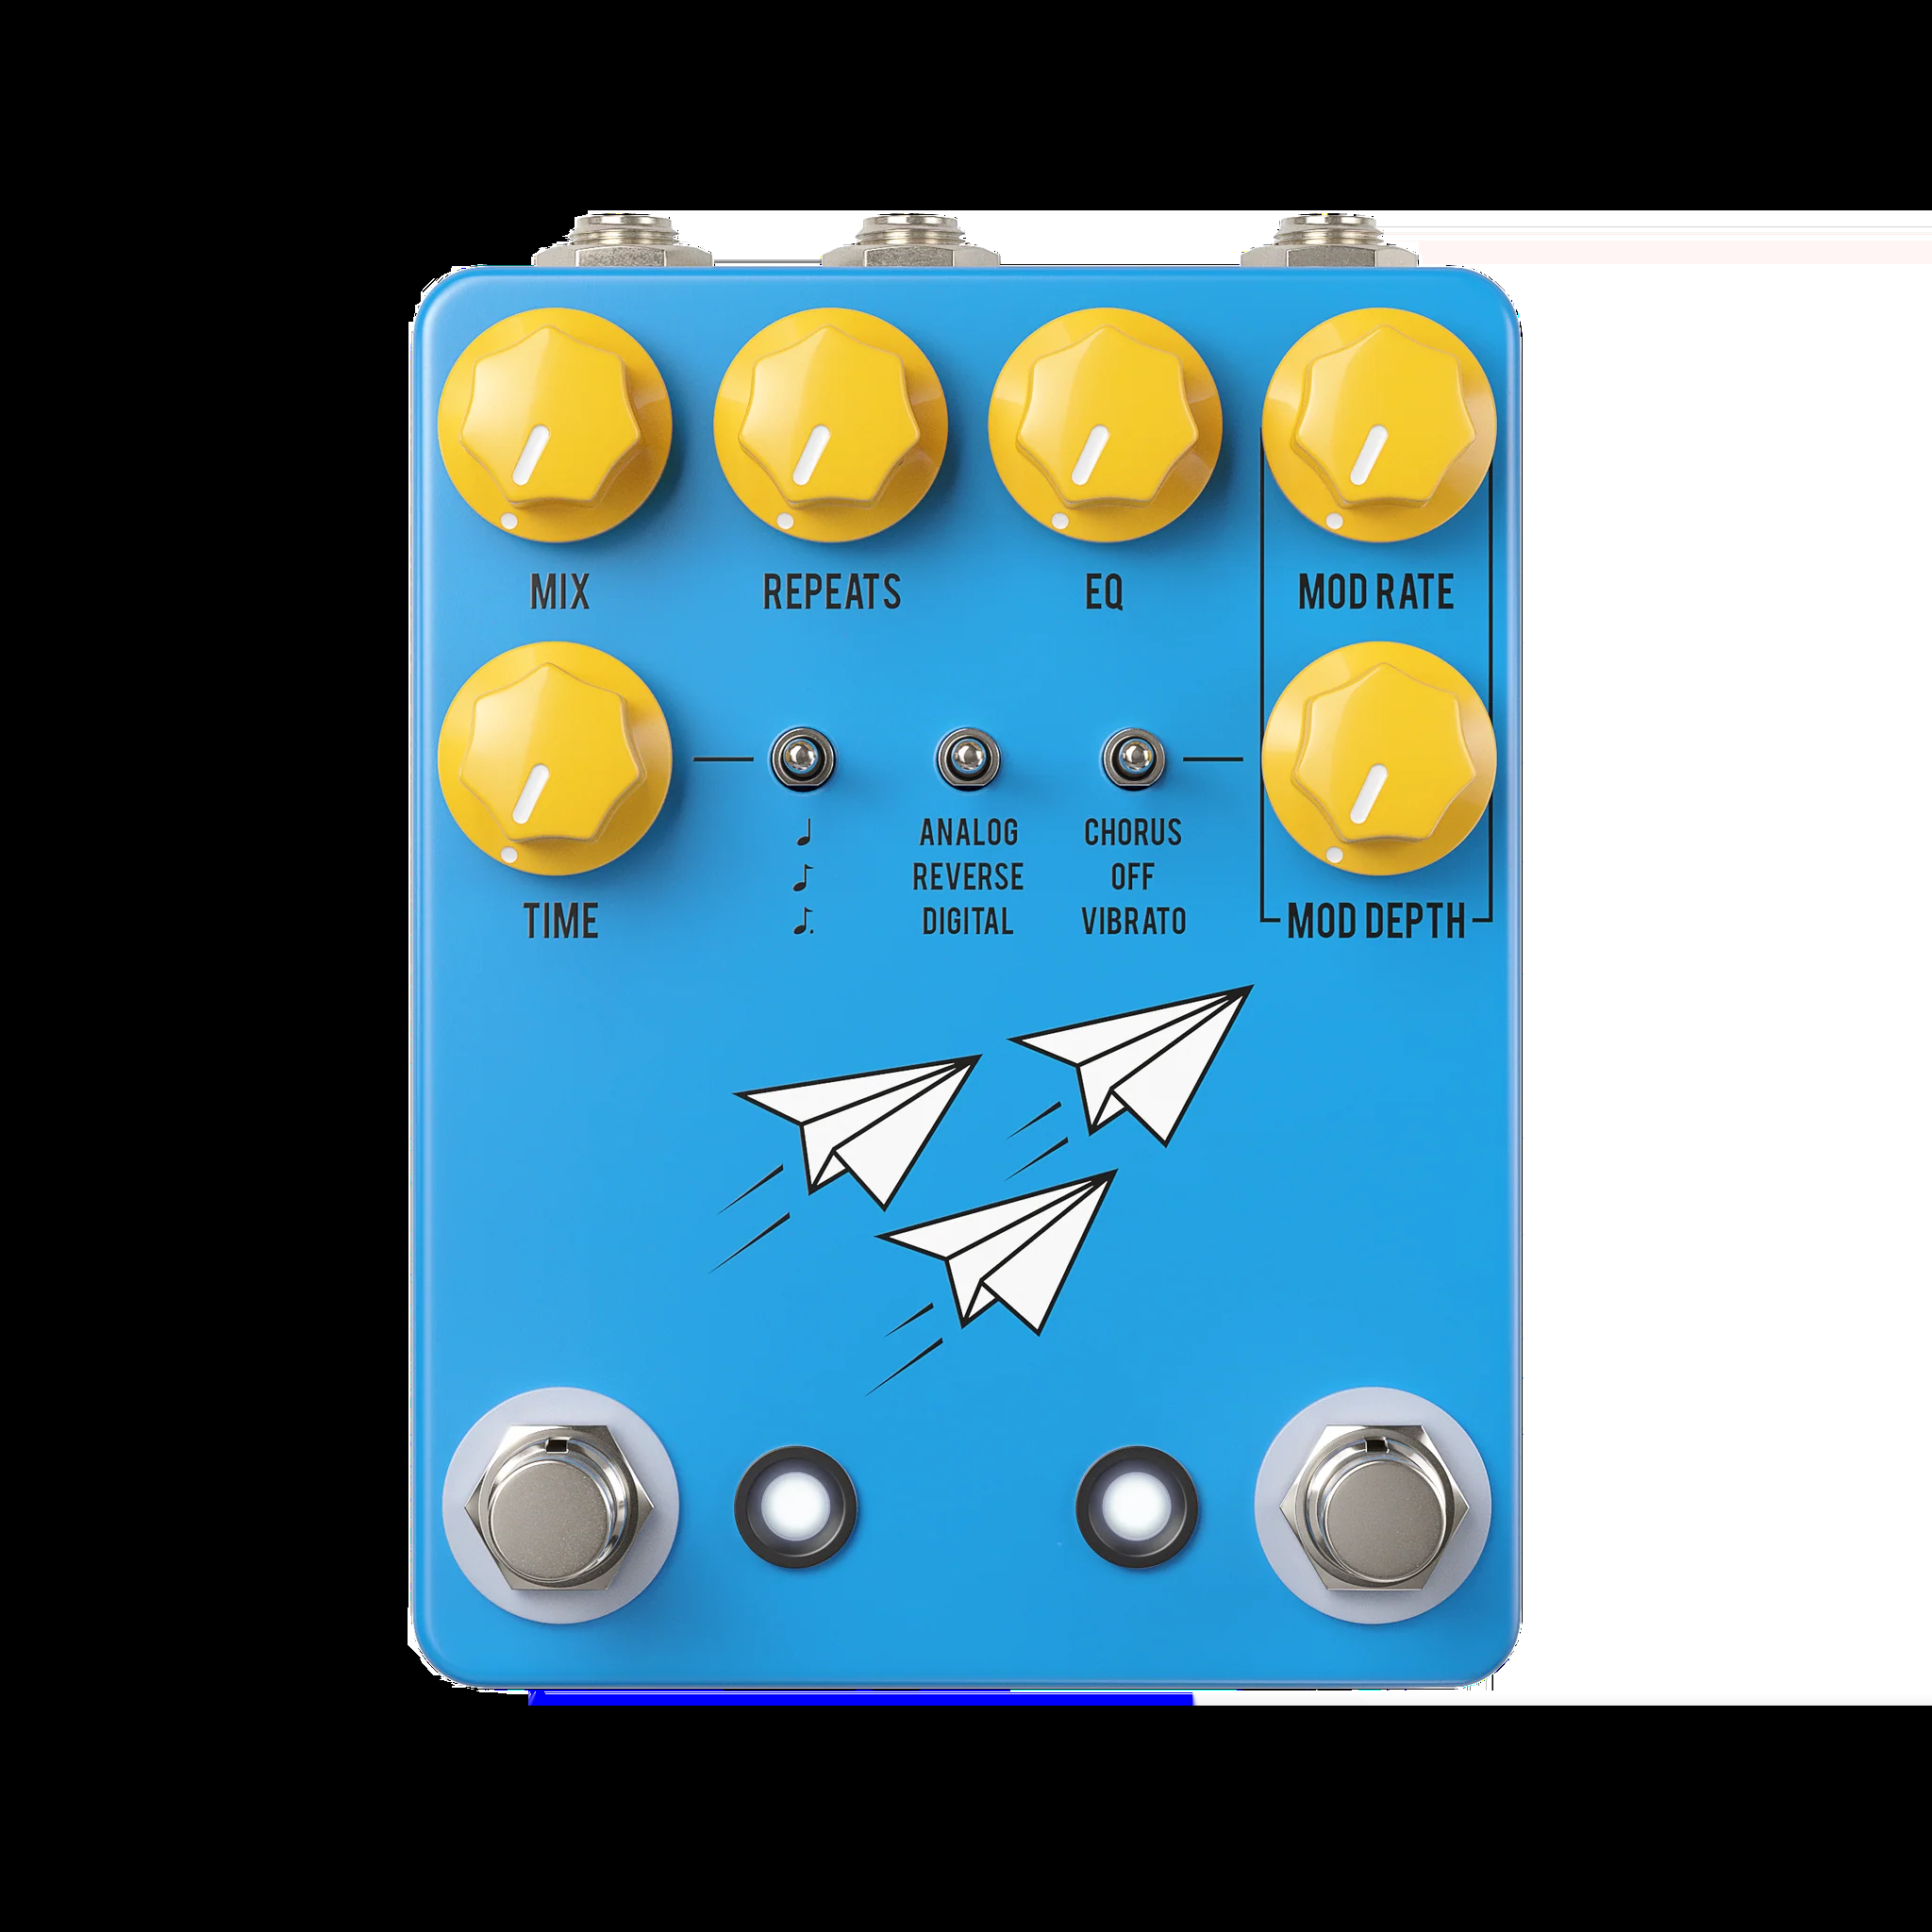 MIX
REPEATS
EQ
MOD RATE
TIME
ANALOG
REVERSE
DIGITAL
CHORUS
OFF
VIBRATO
MOD DEPTH